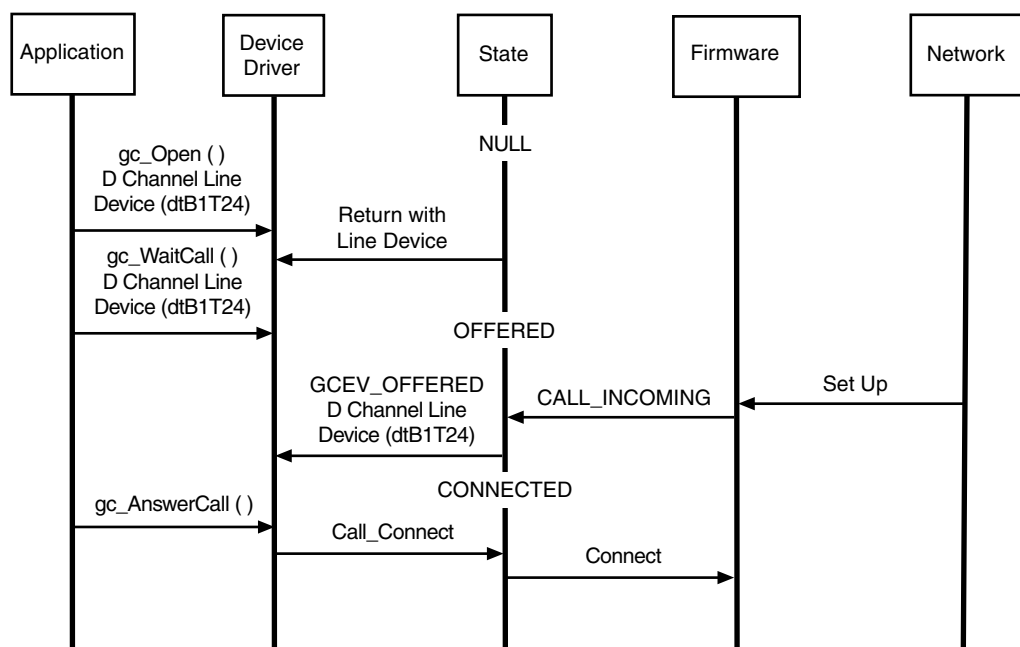 Application
Device
Driver
State
Firmware
Network
NULL
gc_Open ( )
D Channel Line
Device (dtB1T24)
Return with
Line Device
gc_WaitCall ( )
D Channel Line
Device (dtB1T24)
OFFERED
GCEV_OFFERED
D Channel Line
Device (dtB1T24)
CALL_INCOMING
Set Up
CONNECTED
gc_AnswerCall ( )
Call_Connect
Connect